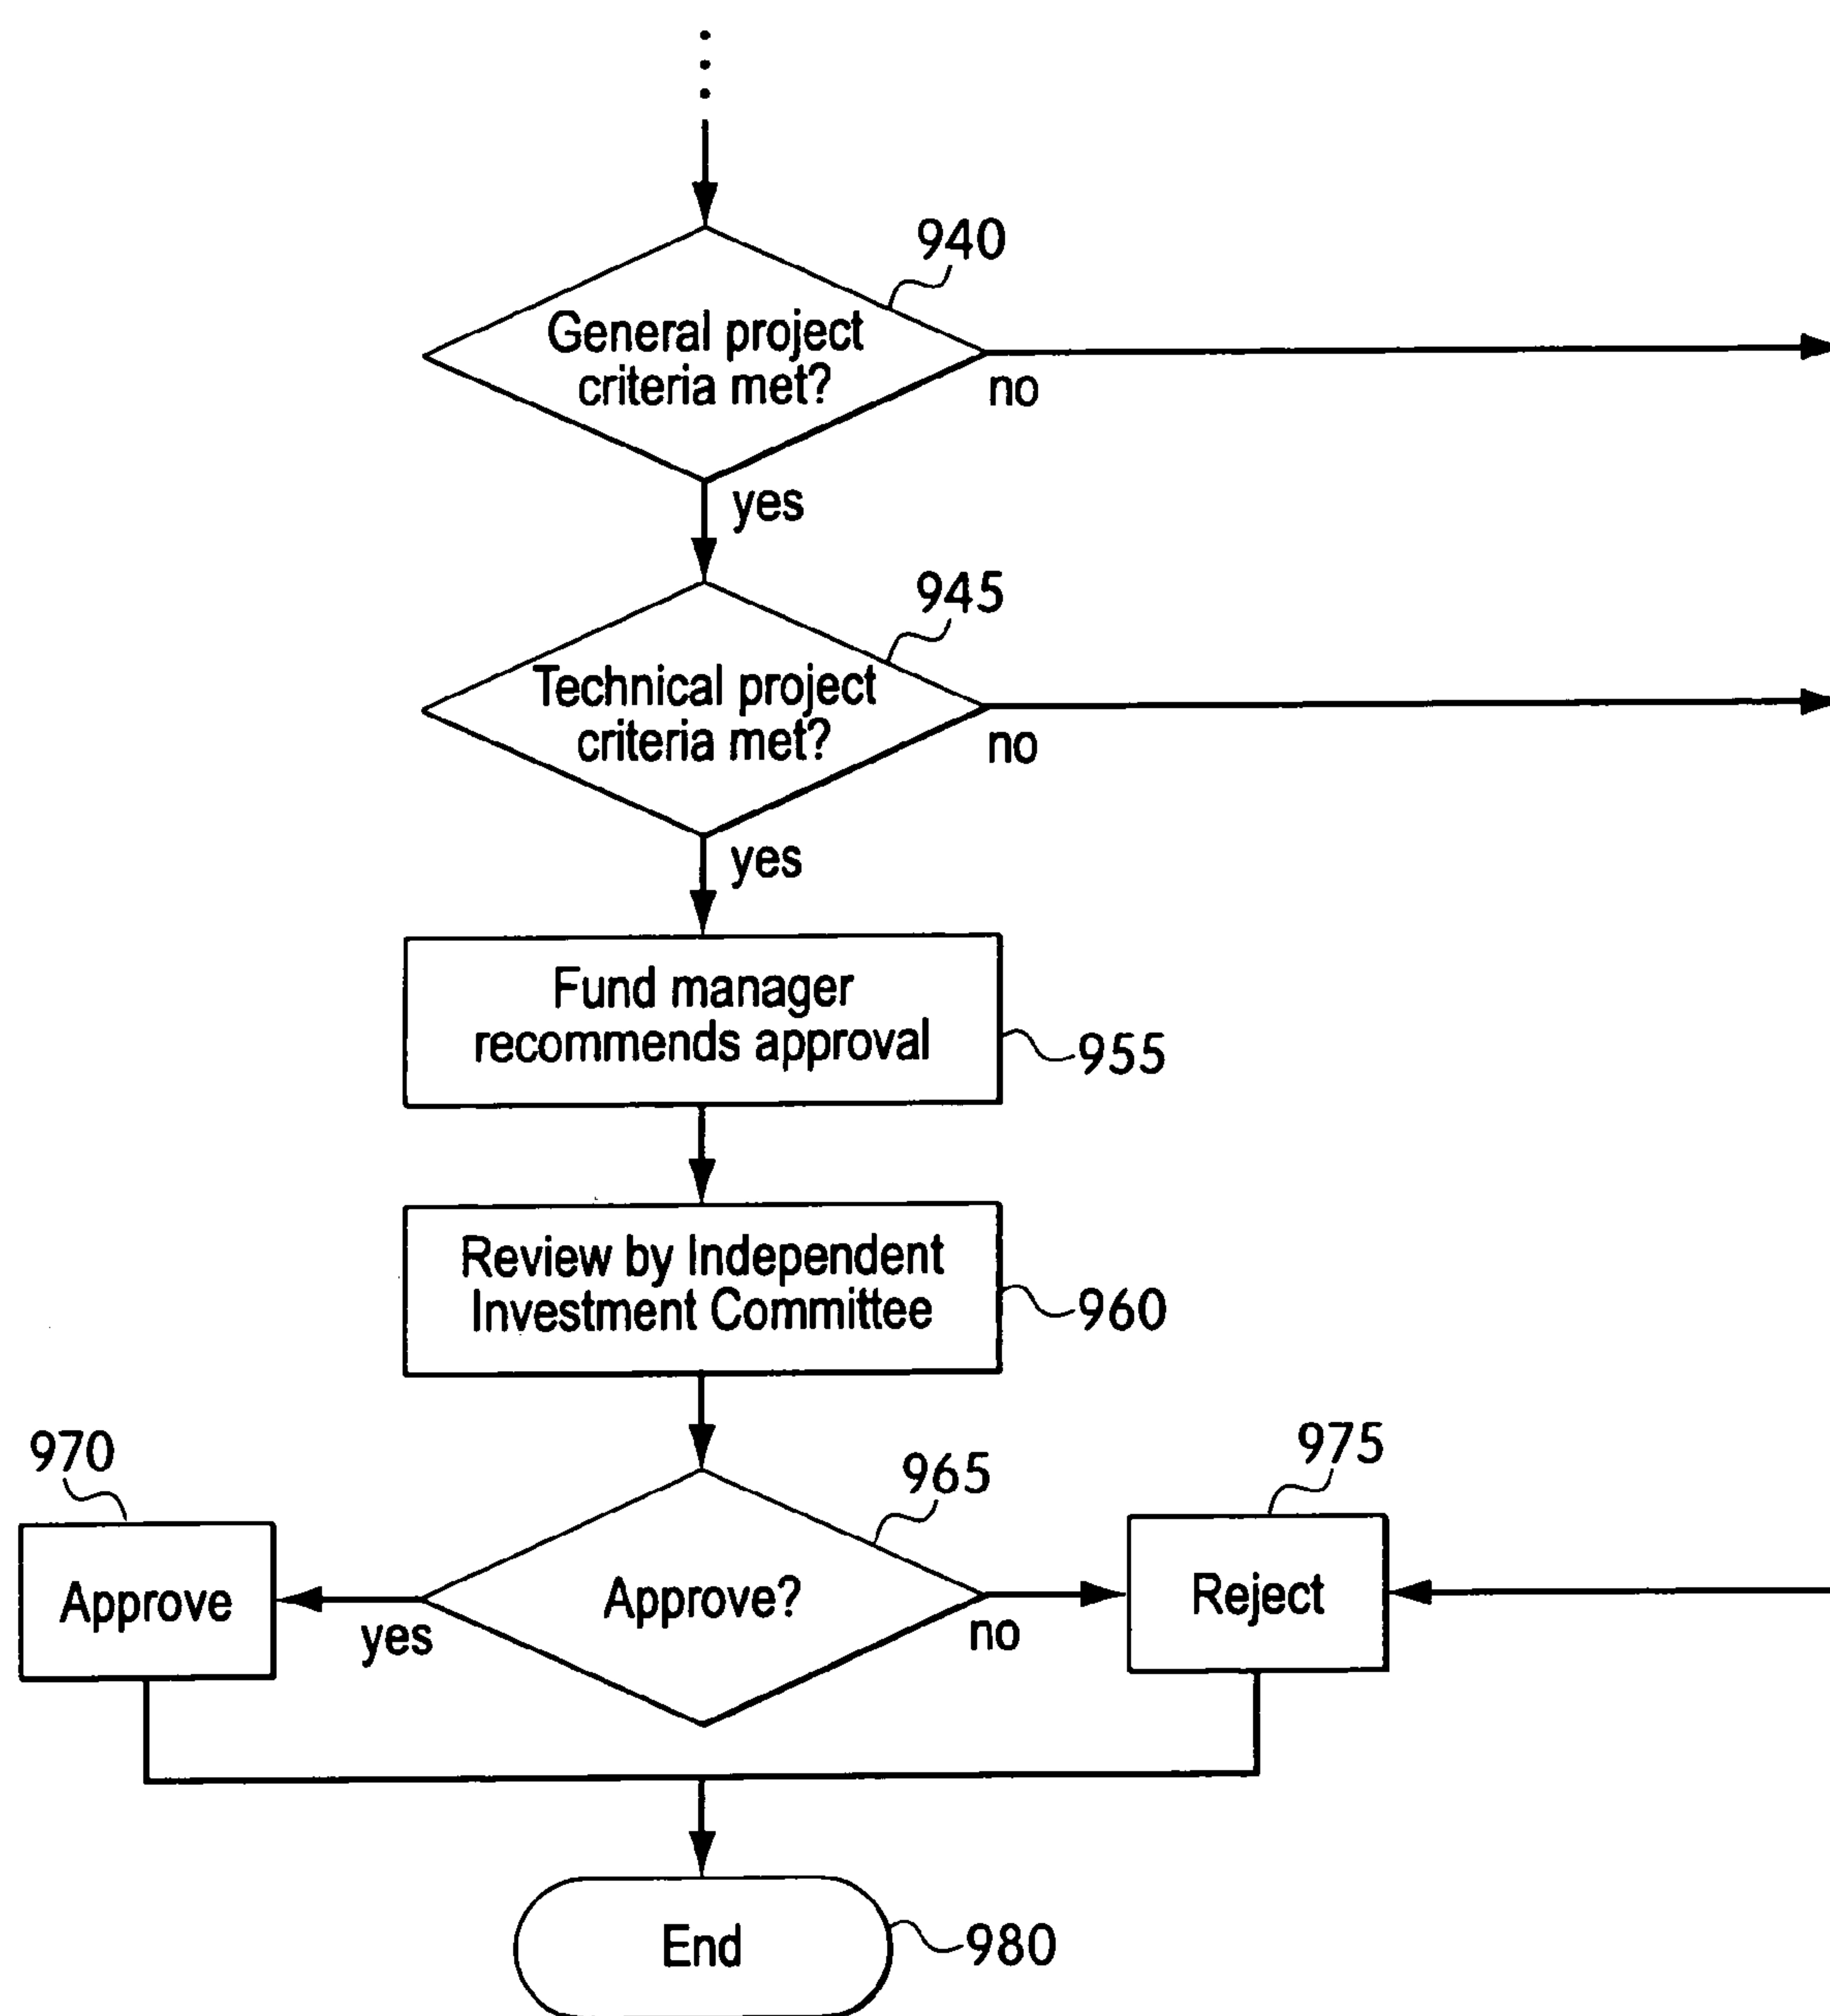 940
General project
criteria met?
no
yes
945
Technical project
criteria met?
no
yes
Fund manager
recommends approval
955
Review by Independent
Investment Committee
960
970
965
975
Approve
yes
Approve?
no
Reject
End
980